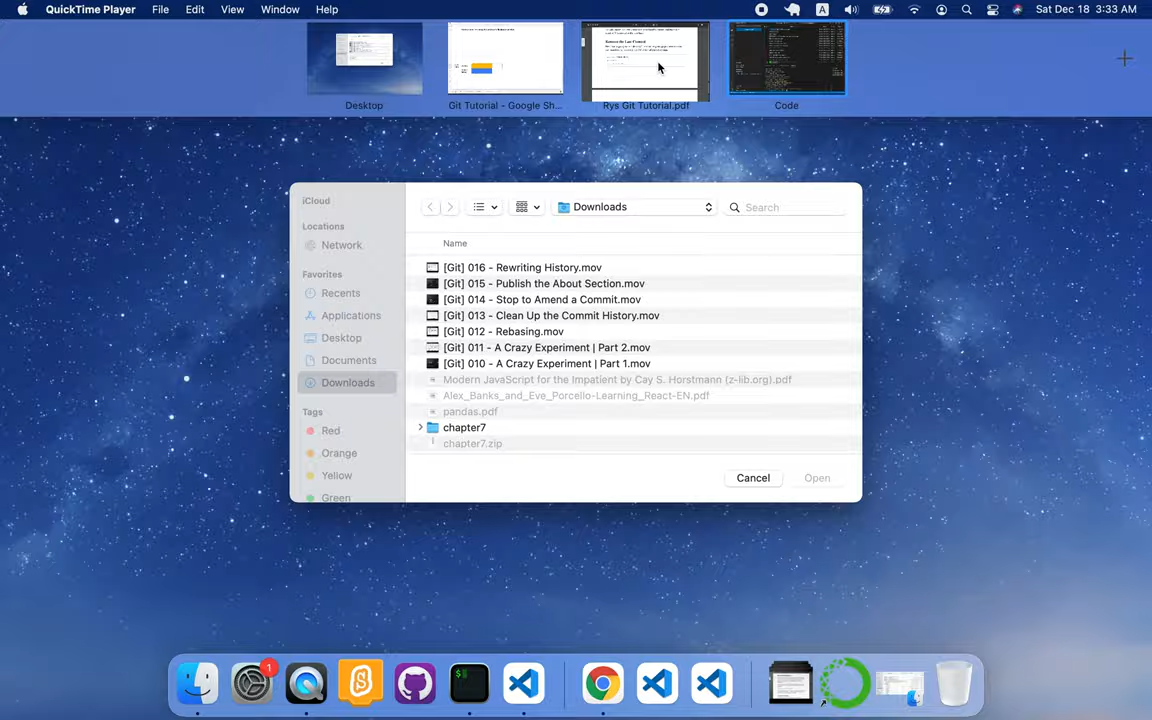 QuickTime Player File Edit View Window Help A Sat Dec 18 3:33 AM
Desktop
Git Tutorial - Google Sh...
Rys Git Tutorial.pdf
Code
iCloud
Locations
Network
Favorites
Recents
Applications
Desktop
Documents
Downloads
Tags
Red
Orange
Yellow
Green
Downloads
Search
Name
[Git] 016 - Rewriting History.mov
[Git] 015 - Publish the About Section.mov
[Git] 014 - Stop to Amend a Commit.mov
[Git] 013 - Clean Up the Commit History.mov
[Git] 012 - Rebasing.mov
[Git] 011 - A Crazy Experiment | Part 2.mov
[Git] 010 - A Crazy Experiment | Part 1.mov
Modern JavaScript for the Impatient by Cay S. Horstmann (z-lib.org).pdf
Alex_Banks_and_Eve_Porcello-Learning_React-EN.pdf
pandas.pdf
chapter7
chapter7.zip
Cancel Open
1